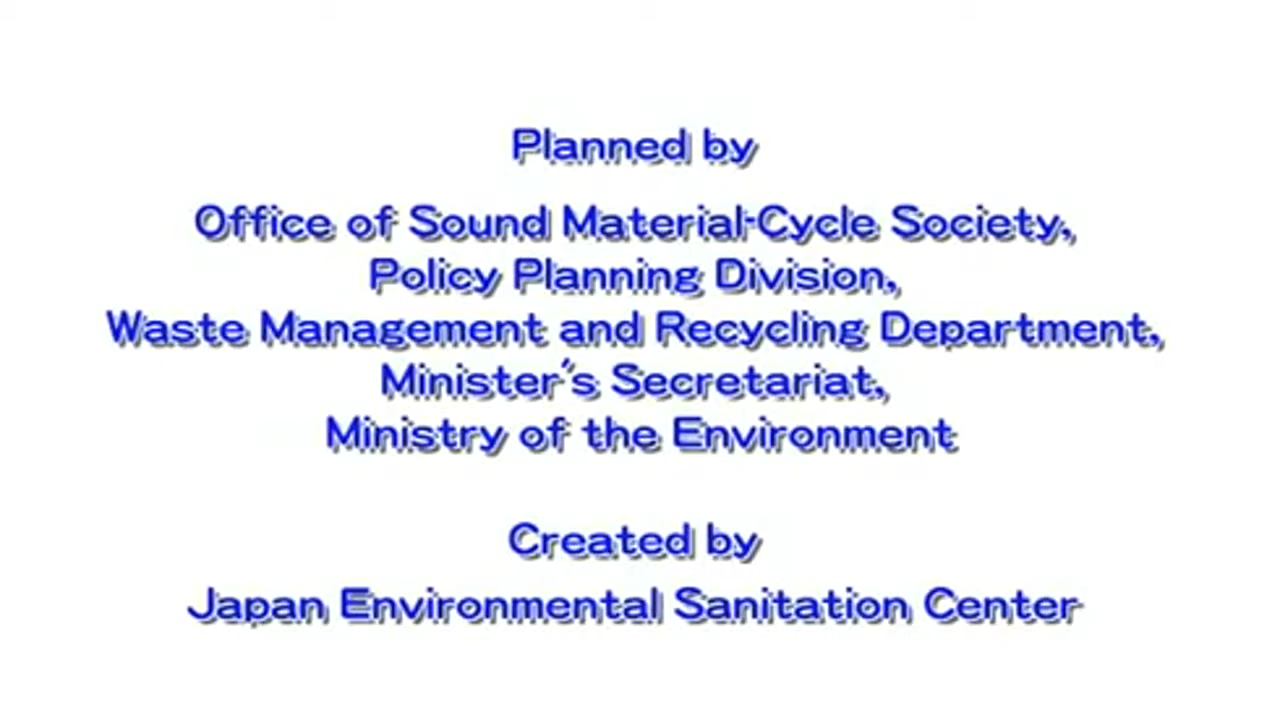 Planned by
Office of Sound Material-Cycle Society,
Policy Planning Division,
Waste Management and Recycling Department,
Minister's Secretariat,
Ministry of the Environment
Created by
Japan Environmental Sanitation Center